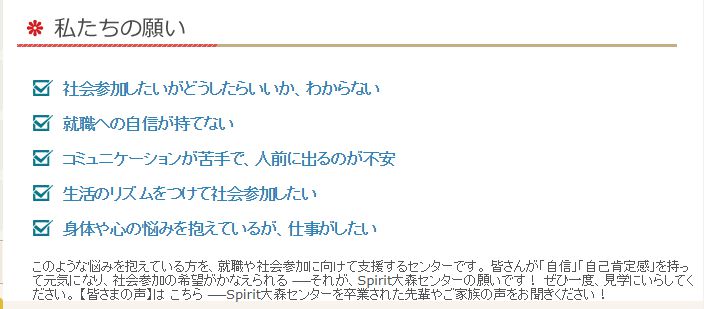 私たちの願い
社会参加したいがどうしたらいいか、わからない
就職への自信が持てない
コミュニケーションが苦手で、人前に出るのが不安
生活のリズムをつけて社会参加したい
身体や心の悩みを抱えているが、仕事がしたい
このような悩みを抱えている方を、就職や社会参加に向けて支援するセンターです。皆さんが「自信」「自己肯定感」を持っ
て元気になり、社会参加の希望がかなえられる ──それが、Spirit大森センターの願いです！ ぜひ一度、見学にいらしてく
ださい。【皆さまの声】は こちら ──Spirit大森センターを卒業された先輩やご家族の声をお聞きください！